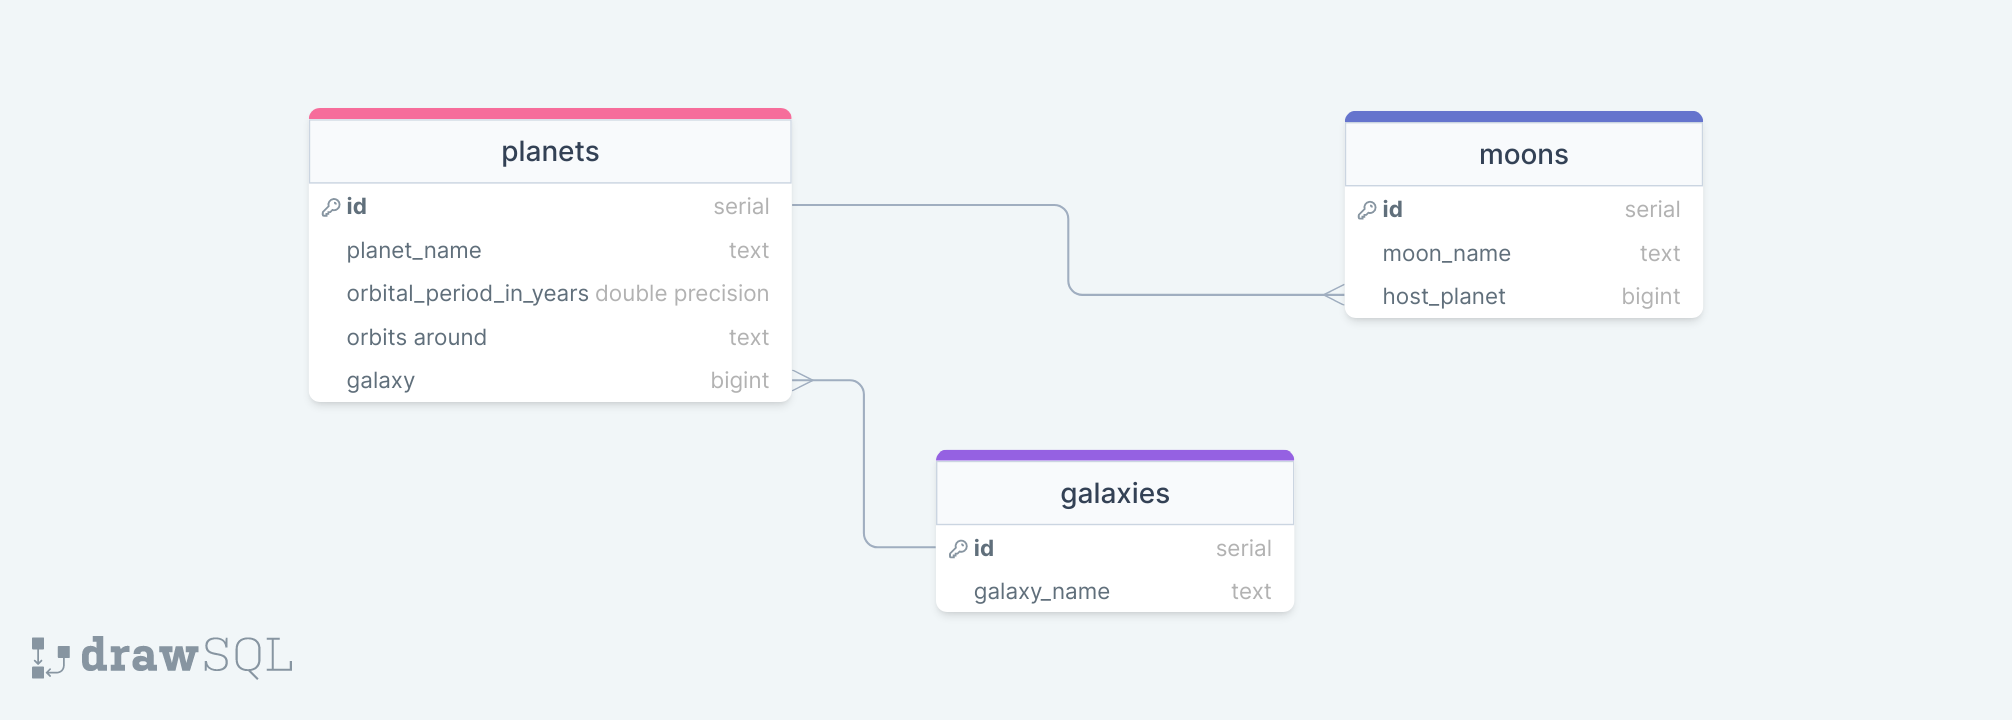 planets
id serial
planet_name text
orbital_period_in_years double precision
orbits around text
galaxy bigint
moons
id serial
moon_name text
host_planet bigint
galaxies
id serial
galaxy_name text
drawSQL